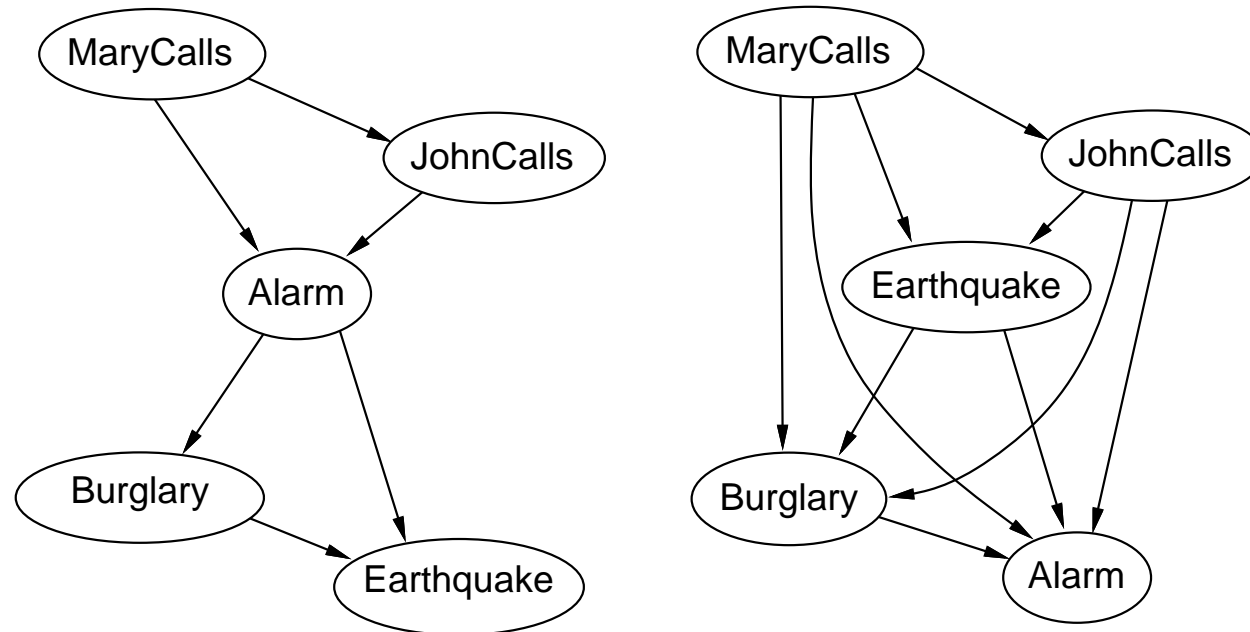 MaryCalls
JohnCalls
Alarm
Burglary
Earthquake
MaryCalls
JohnCalls
Earthquake
Burglary
Alarm